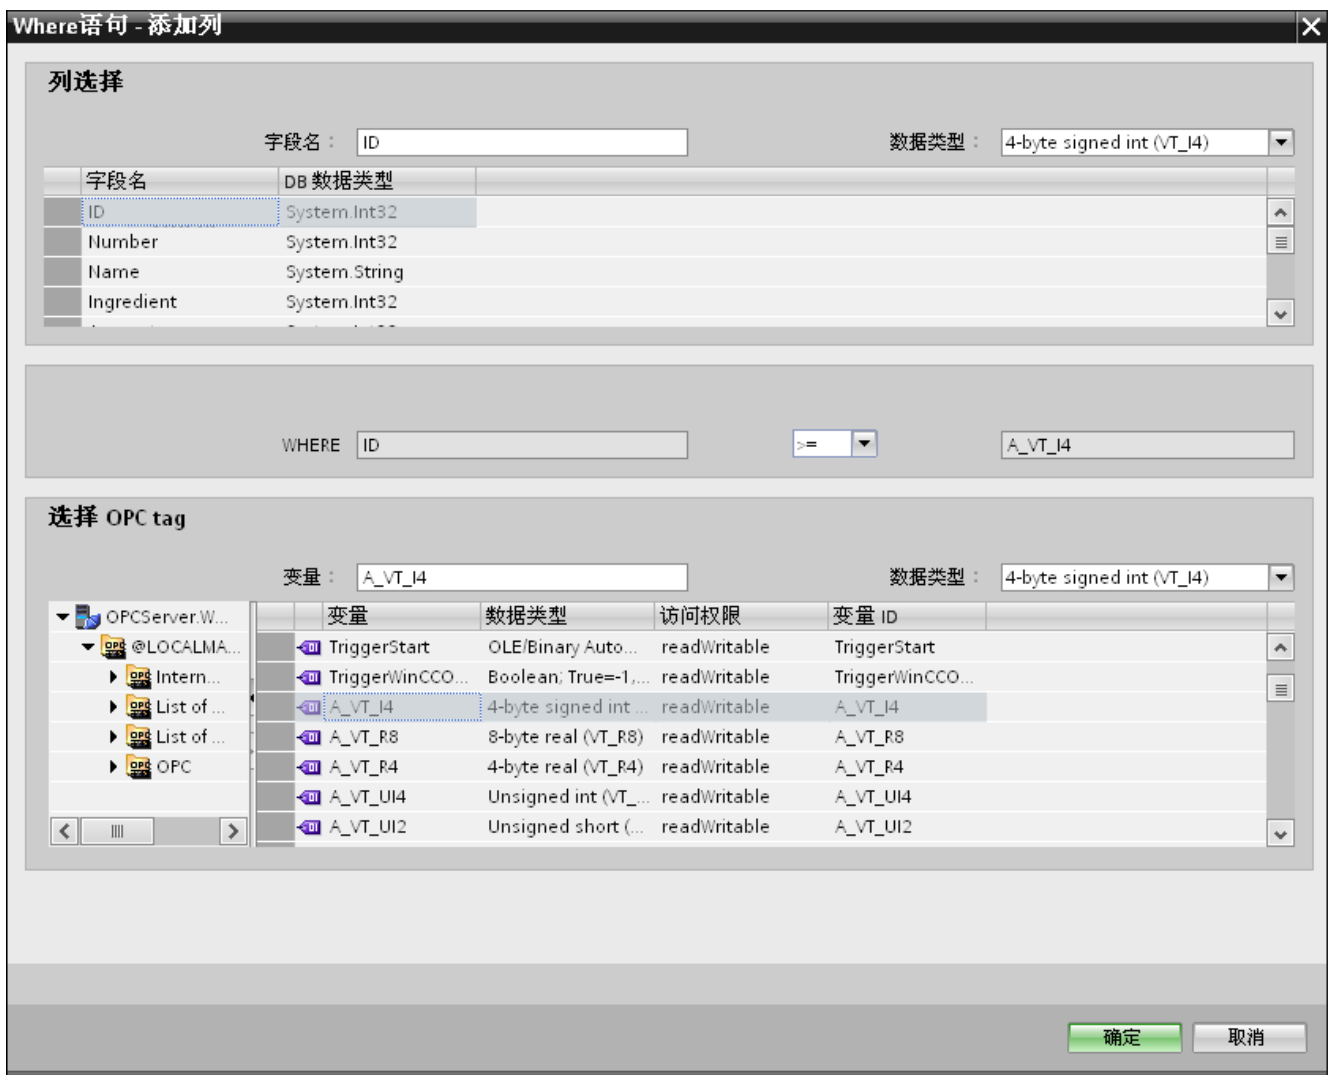 Where语句 - 添加列
列选择
字段名： ID 数据类型： 4-byte signed int (VT_I4)
字段名 DB 数据类型
ID System.Int32
Number System.Int32
Name System.String
Ingredient System.Int32
WHERE ID >= A_VT_I4
选择 OPC tag
变量： A_VT_I4 数据类型： 4-byte signed int (VT_I4)
OPCServer.W... 变量 数据类型 访问权限 变量 ID
@LOCALMA... TriggerStart OLE/Binary Auto... readWritable TriggerStart
Intern... TriggerWinCCO... Boolean; True=-1,... readWritable TriggerWinCCO...
List of ... A_VT_I4 4-byte signed int ... readWritable A_VT_I4
List of ... A_VT_R8 8-byte real (VT_R8) readWritable A_VT_R8
OPC A_VT_R4 4-byte real (VT_R4) readWritable A_VT_R4
A_VT_UI4 Unsigned int (VT_... readWritable A_VT_UI4
A_VT_UI2 Unsigned short (... readWritable A_VT_UI2
确定 取消